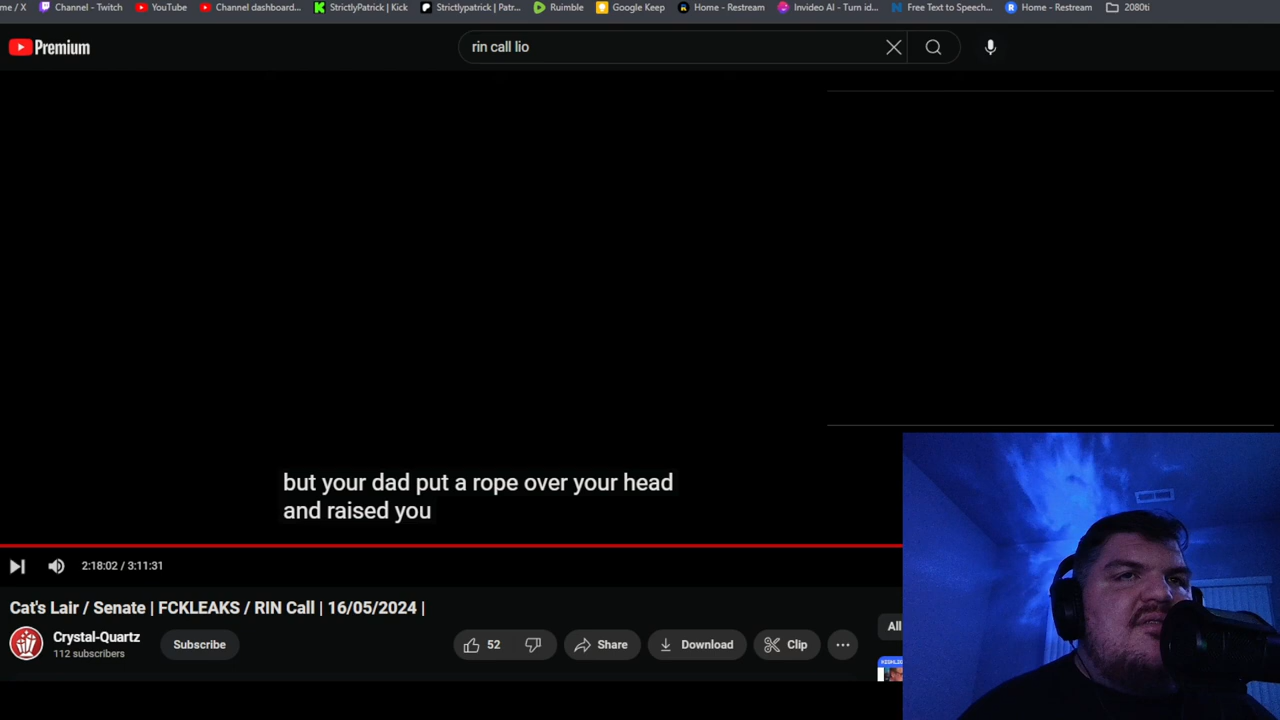 me / X Channel - Twitch YouTube Channel dashboard... StrictlyPatrick | Kick Strictlypatrick | Patr... Rumble Google Keep Home - Restream Invideo AI - Turn id... Free Text to Speech... Home - Restream 2080ti
Premium
rin call lio
but your dad put a rope over your head
and raised you
2:18:02 / 3:11:31
Cat's Lair / Senate | FCKLEAKS / RIN Call | 16/05/2024 |
Crystal-Quartz
112 subscribers
Subscribe
52
Share
Download
Clip
All